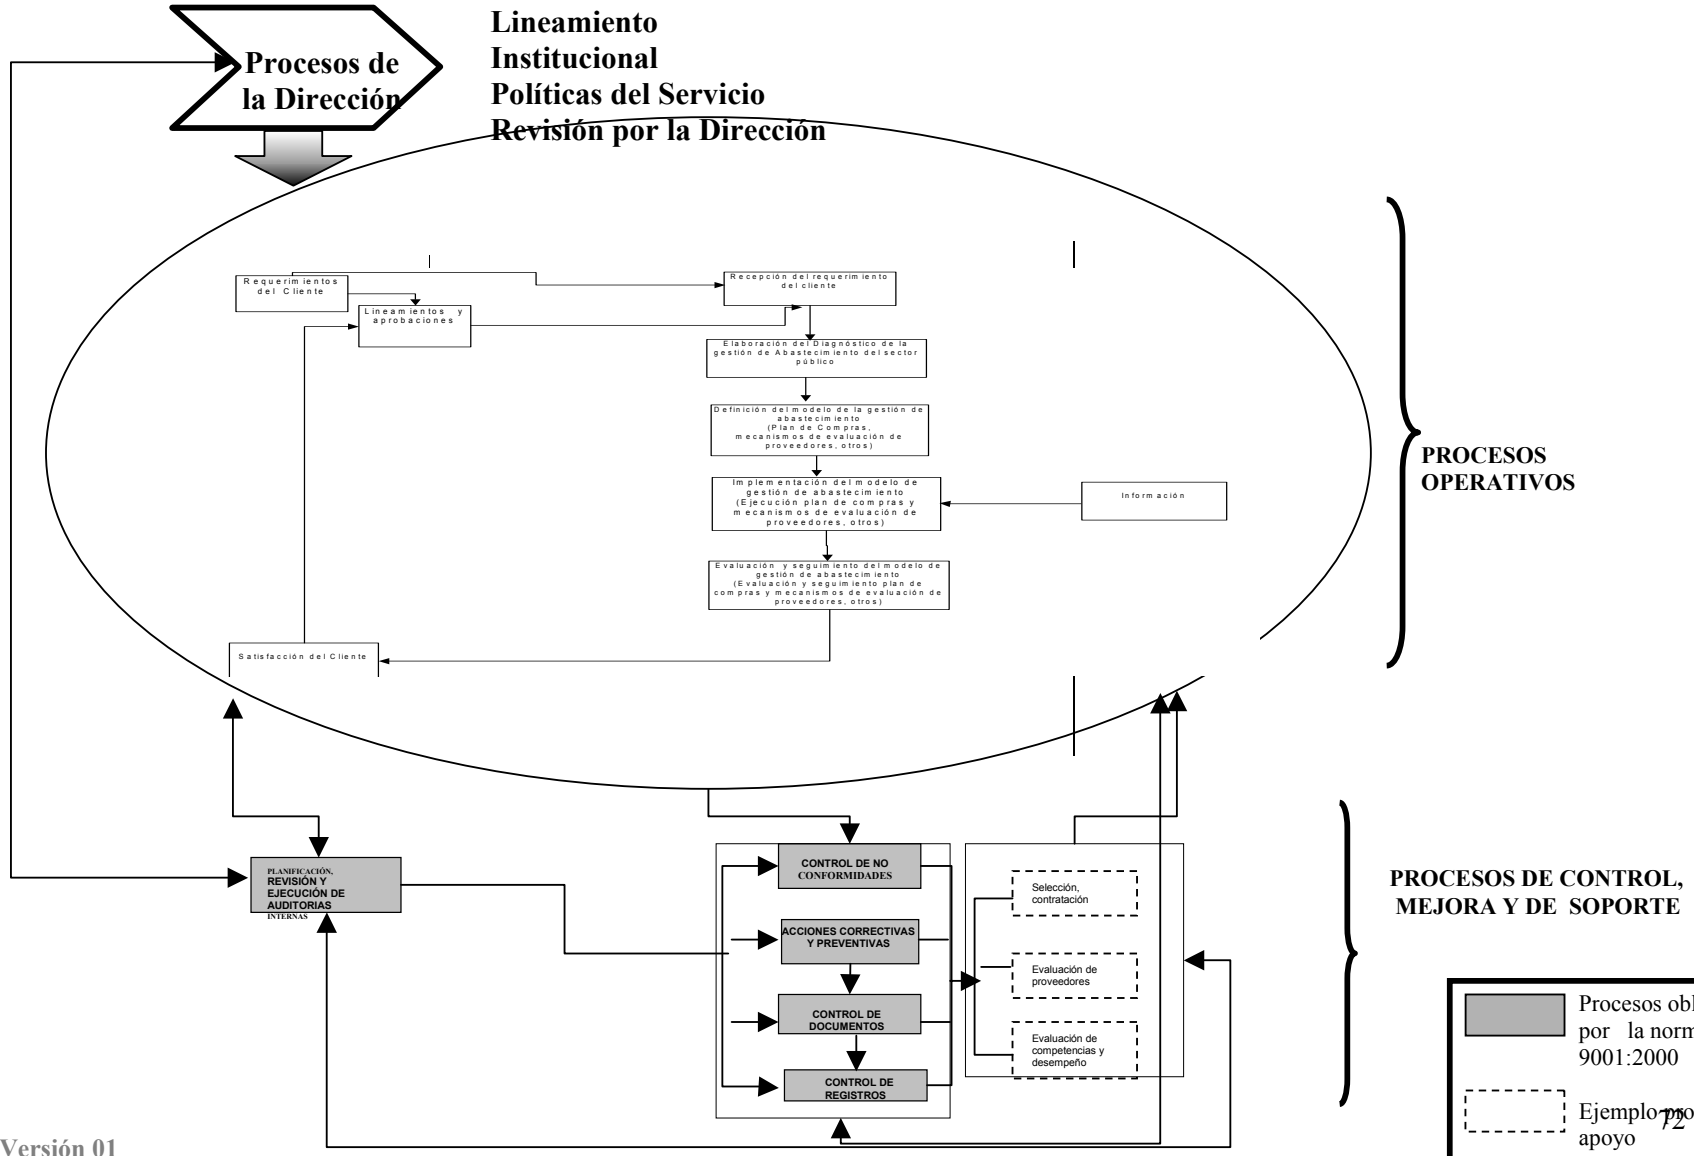 Lineamiento
Institucional
Políticas del Servicio
Revisión por la Dirección
Procesos de
la Dirección
Requerimientos
del Cliente
Lineamientos y
aprobaciones
Recepción del requerimiento
del cliente
Elaboración del Diagnóstico de la
gestión de Abastecimiento del sector
público
Definición del modelo de la gestión de
abastecimiento
(Plan de Compras,
mecanismos de evaluación de
proveedores, otros)
Implementación del modelo de
gestión de abastecimiento
(Ejecución plan de compras y
mecanismos de evaluación de
proveedores, otros)
Información
Evaluación y seguimiento del modelo de
gestión de abastecimiento
(Evaluación y seguimiento plan de
compras y mecanismos de evaluación de
proveedores, otros)
Satisfacción del Cliente
PROCESOS
OPERATIVOS
PLANIFICACIÓN,
REVISIÓN Y
EJECUCIÓN DE
AUDITORIAS
INTERNAS
CONTROL DE NO
CONFORMIDADES
ACCIONES CORRECTIVAS
Y PREVENTIVAS
CONTROL DE
DOCUMENTOS
CONTROL DE
REGISTROS
Selección,
contratación
Evaluación de
proveedores
Evaluación de
competencias y
desempeño
PROCESOS DE CONTROL,
MEJORA Y DE SOPORTE
Procesos
por la
9001:2000
Ejemplo
apoyo
72
Versión 01